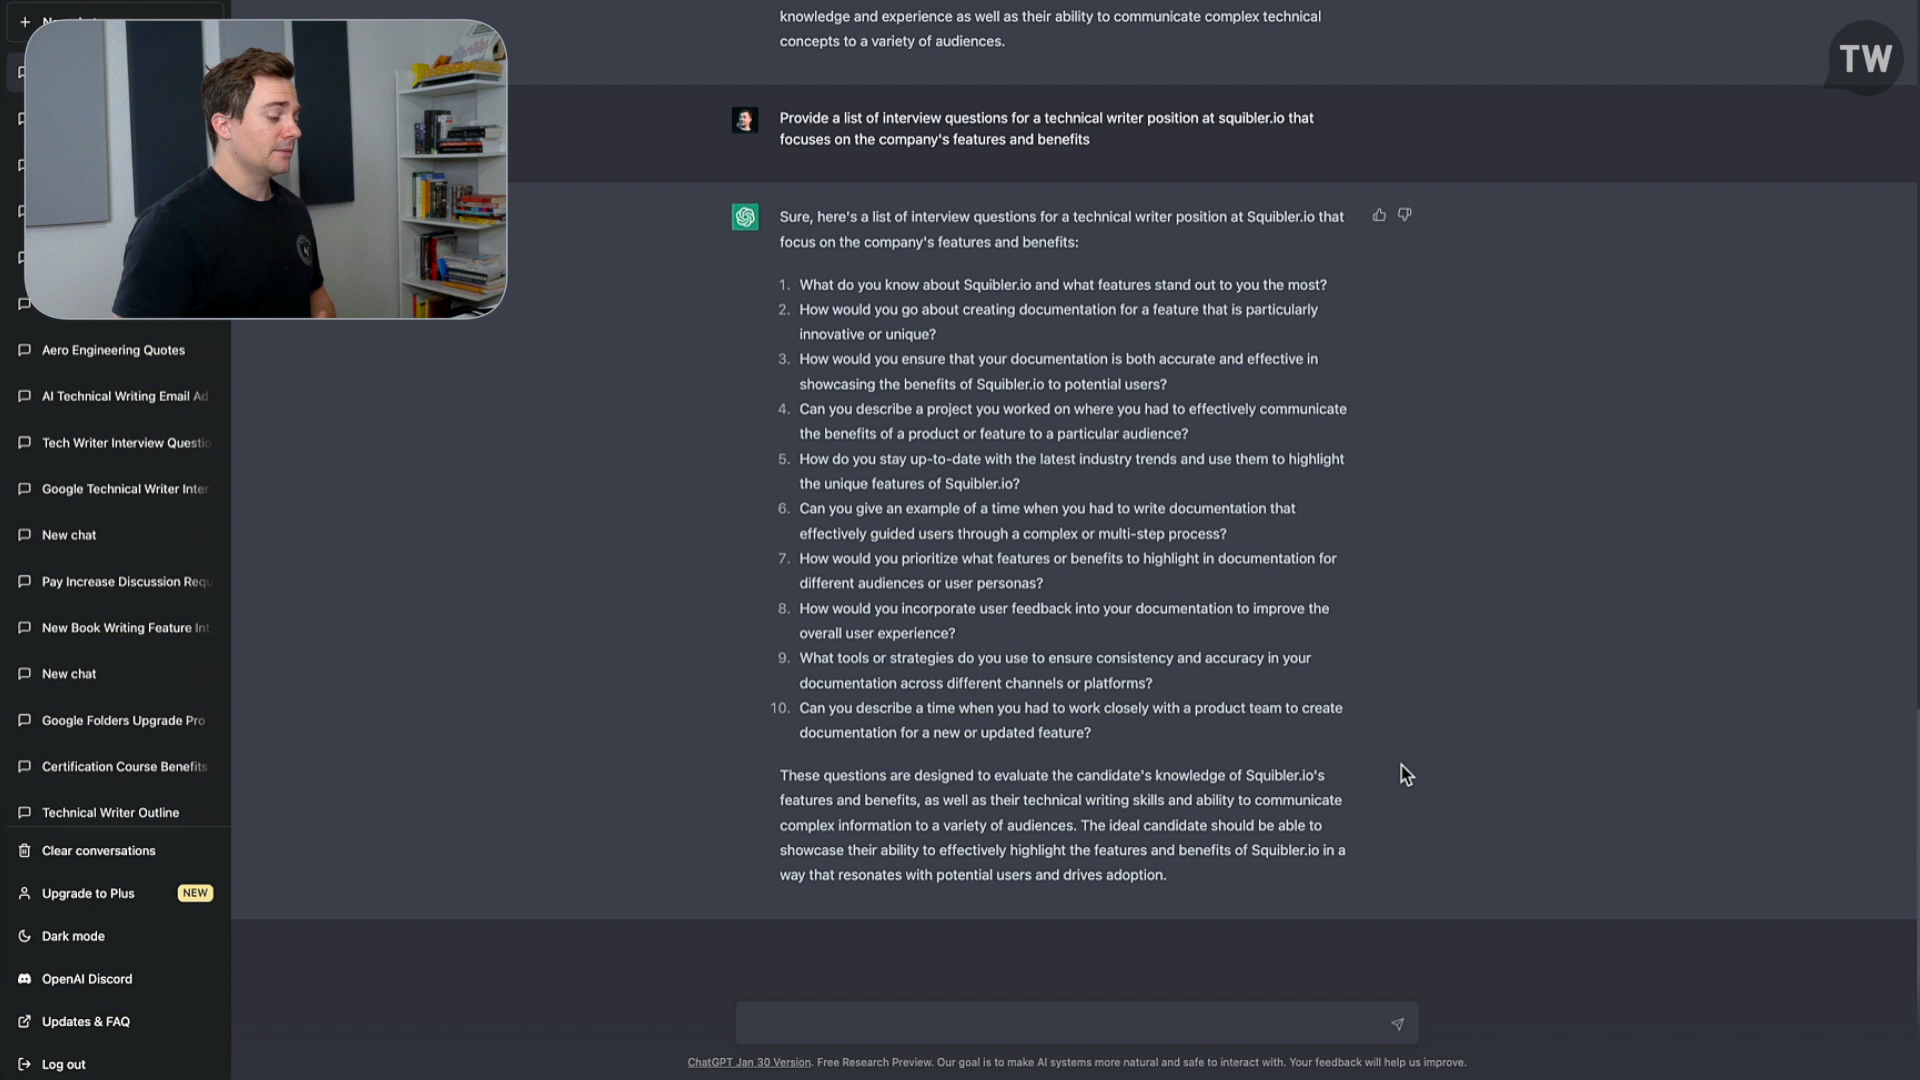 knowledge and experience as well as their ability to communicate complex technical
concepts to a variety of audiences.
TW
Provide a list of interview questions for a technical writer position at squibler.io that
focuses on the company's features and benefits
Sure, here's a list of interview questions for a technical writer position at Squibler.io that
focus on the company's features and benefits:
1. What do you know about Squibler.io and what features stand out to you the most?
2. How would you go about creating documentation for a feature that is particularly
innovative or unique?
3. How would you ensure that your documentation is both accurate and effective in
showcasing the benefits of Squibler.io to potential users?
4. Can you describe a project you worked on where you had to effectively communicate
the benefits of a product or feature to a particular audience?
5. How do you stay up-to-date with the latest industry trends and use them to highlight
the unique features of Squibler.io?
6. Can you give an example of a time when you had to write documentation that
effectively guided users through a complex or multi-step process?
7. How would you prioritize what features or benefits to highlight in documentation for
different audiences or user personas?
8. How would you incorporate user feedback into your documentation to improve the
overall user experience?
9. What tools or strategies do you use to ensure consistency and accuracy in your
documentation across different channels or platforms?
10. Can you describe a time when you had to work closely with a product team to create
documentation for a new or updated feature?
These questions are designed to evaluate the candidate's knowledge of Squibler.io's
features and benefits, as well as their technical writing skills and ability to communicate
complex information to a variety of audiences. The ideal candidate should be able to
showcase their ability to effectively highlight the features and benefits of Squibler.io in a
way that resonates with potential users and drives adoption.
Aero Engineering Quotes
AI Technical Writing Email Ad
Tech Writer Interview Questio
Google Technical Writer Inter
New chat
Pay Increase Discussion Requ
New Book Writing Feature Int
New chat
Google Folders Upgrade Pro
Certification Course Benefits
Technical Writer Outline
Clear conversations
Upgrade to Plus NEW
Dark mode
OpenAI Discord
Updates & FAQ
Log out
ChatGPT Jan 30 Version. Free Research Preview. Our goal is to make AI systems more natural and safe to interact with. Your feedback will help us improve.